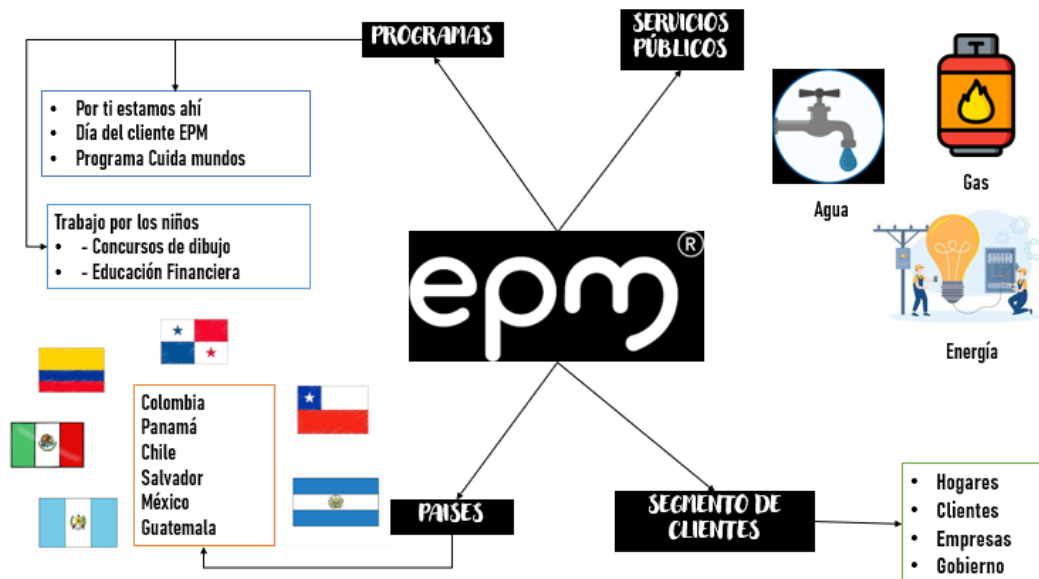 PROGRAMAS
SERVICIOS
PÚBLICOS
• Por ti estamos ahí
• Día del cliente EPM
• Programa Cuida mundos
Trabajo por los niños
• - Concursos de dibujo
• - Educación Financiera
Agua
Gas
Energía
epm®
Colombia
Panamá
Chile
Salvador
México
Guatemala
PAISES
SEGMENTO DE
CLIENTES
• Hogares
• Clientes
• Empresas
• Gobierno